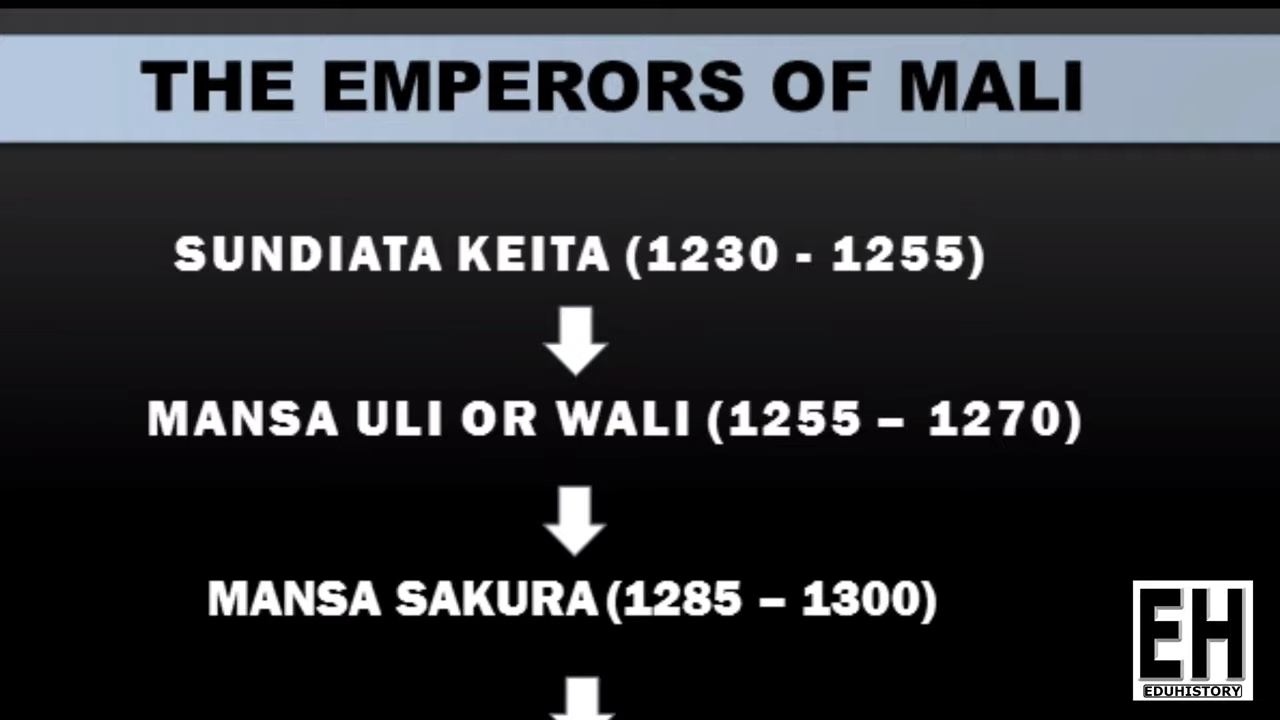 THE EMPERORS OF MALI
SUNDIATA KEITA (1230 - 1255)
MANSA ULI OR WALI (1255 – 1270)
MANSA SAKURA (1285 – 1300)
EH
EDUHISTORY